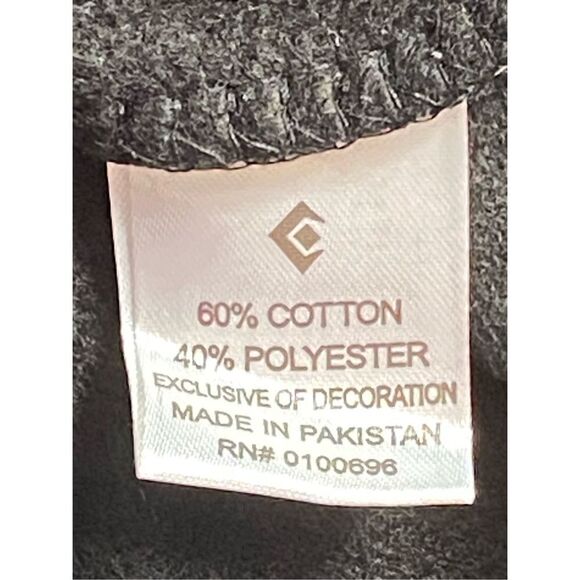 60% COTTON
40% POLYESTER
EXCLUSIVE OF DECORATION
MADE IN PAKISTAN
RN# 0100696